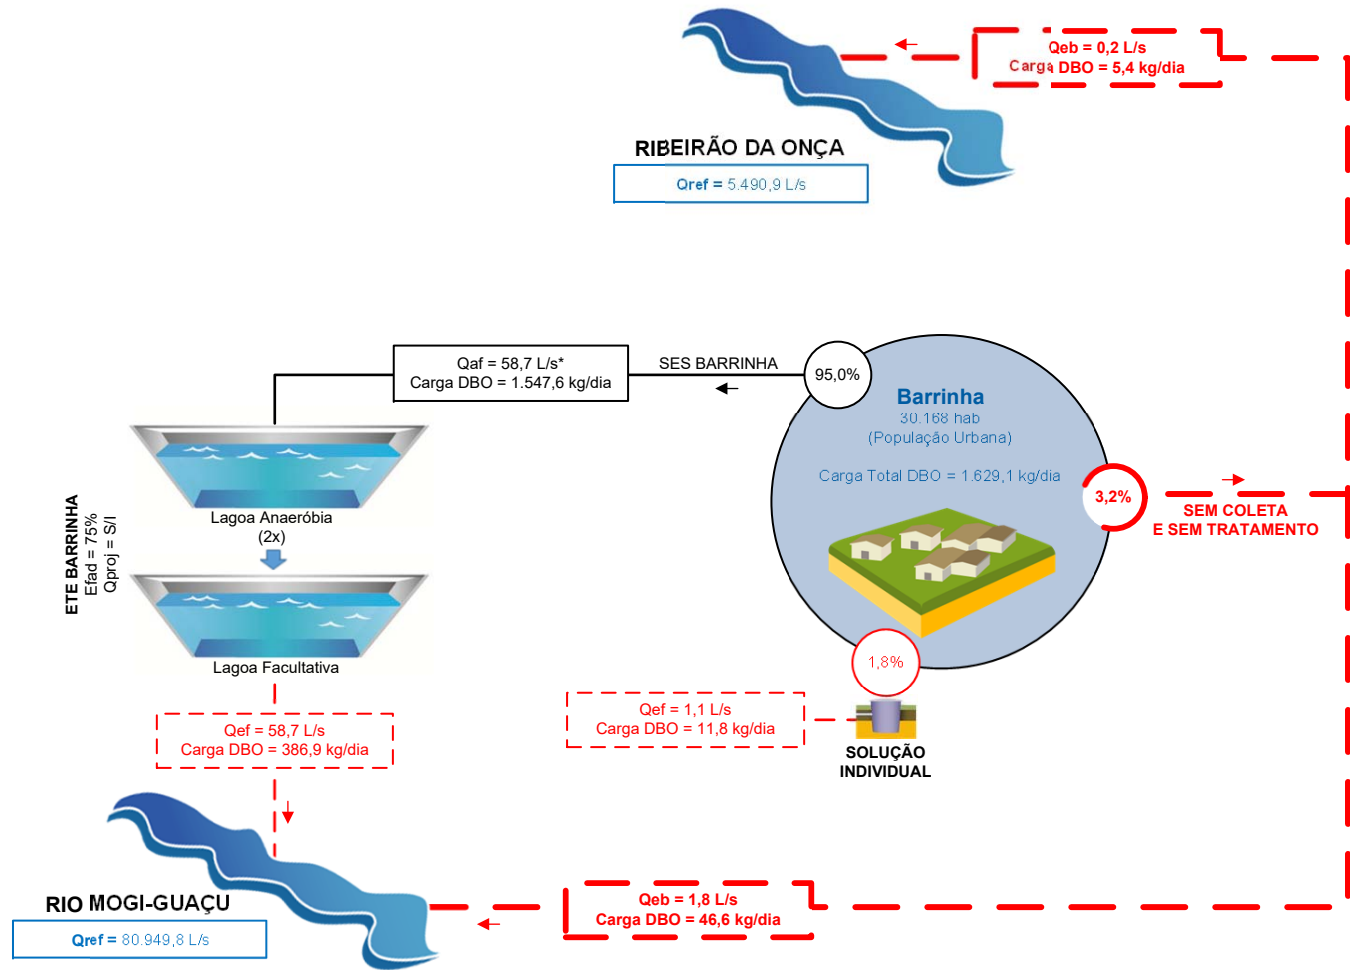 Qeb = 0,2 L/s
Carga DBO = 5,4 kg/dia
RIBEIRÃO DA ONÇA
Qref = 5.490,9 L/s
Qaf = 58,7 L/s*
Carga DBO = 1.547,6 kg/dia
SES BARRINHA
95,0%
Barrinha
30.168 hab
(População Urbana)
Carga Total DBO = 1.629,1 kg/dia
3,2%
SEM COLETA
E SEM TRATAMENTO
ETE BARRINHA
Efad = 75%
Qproj = S/I
Lagoa Anaeróbia
(2x)
Lagoa Facultativa
1,8%
Qef = 1,1 L/s
Carga DBO = 11,8 kg/dia
SOLUÇÃO
INDIVIDUAL
Qef = 58,7 L/s
Carga DBO = 386,9 kg/dia
RIO MOGI-GUAÇU
Qref = 80.949,8 L/s
Qeb = 1,8 L/s
Carga DBO = 46,6 kg/dia